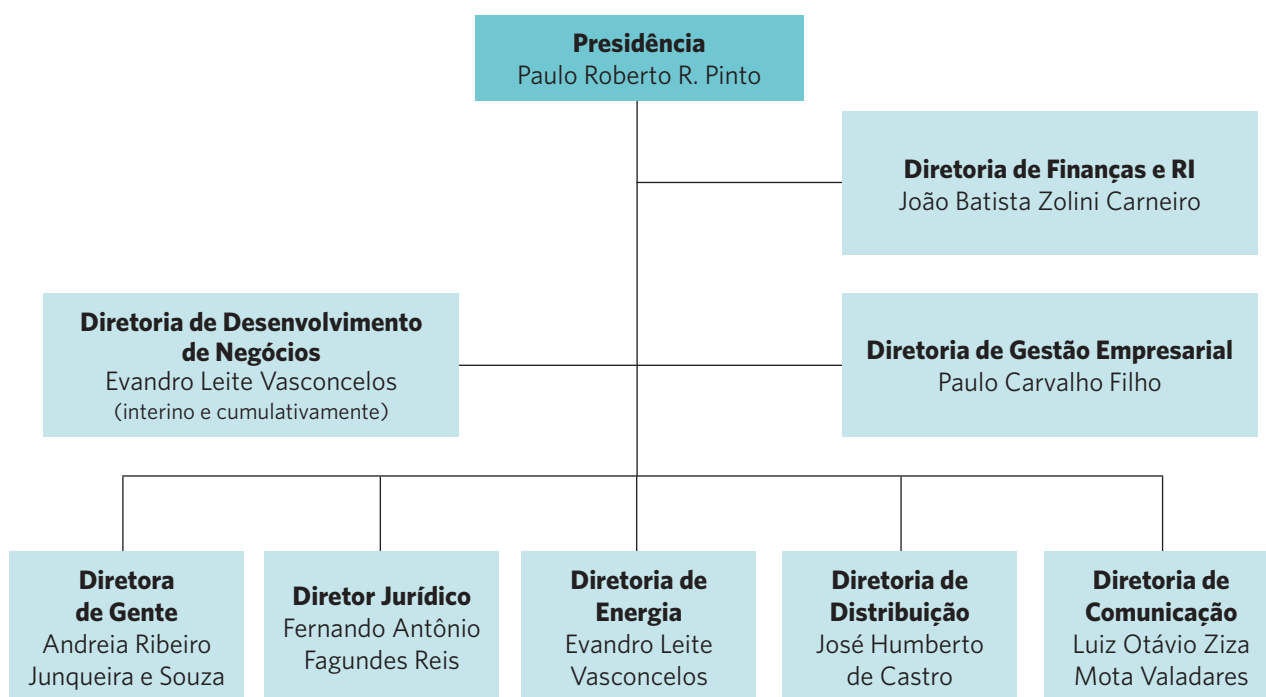 Presidência
Paulo Roberto R. Pinto
Diretoria de Finanças e RI
João Batista Zolini Carneiro
Diretoria de Desenvolvimento
de Negócios
Evandro Leite Vasconcelos
(interino e cumulativamente)
Diretoria de Gestão Empresarial
Paulo Carvalho Filho
Diretora
de Gente
Andreia Ribeiro
Junqueira e Souza
Diretor Jurídico
Fernando Antônio
Fagundes Reis
Diretoria de
Energia
Evandro Leite
Vasconcelos
Diretoria de
Distribuição
José Humberto
de Castro
Diretoria de
Comunicação
Luiz Otávio Ziza
Mota Valadares